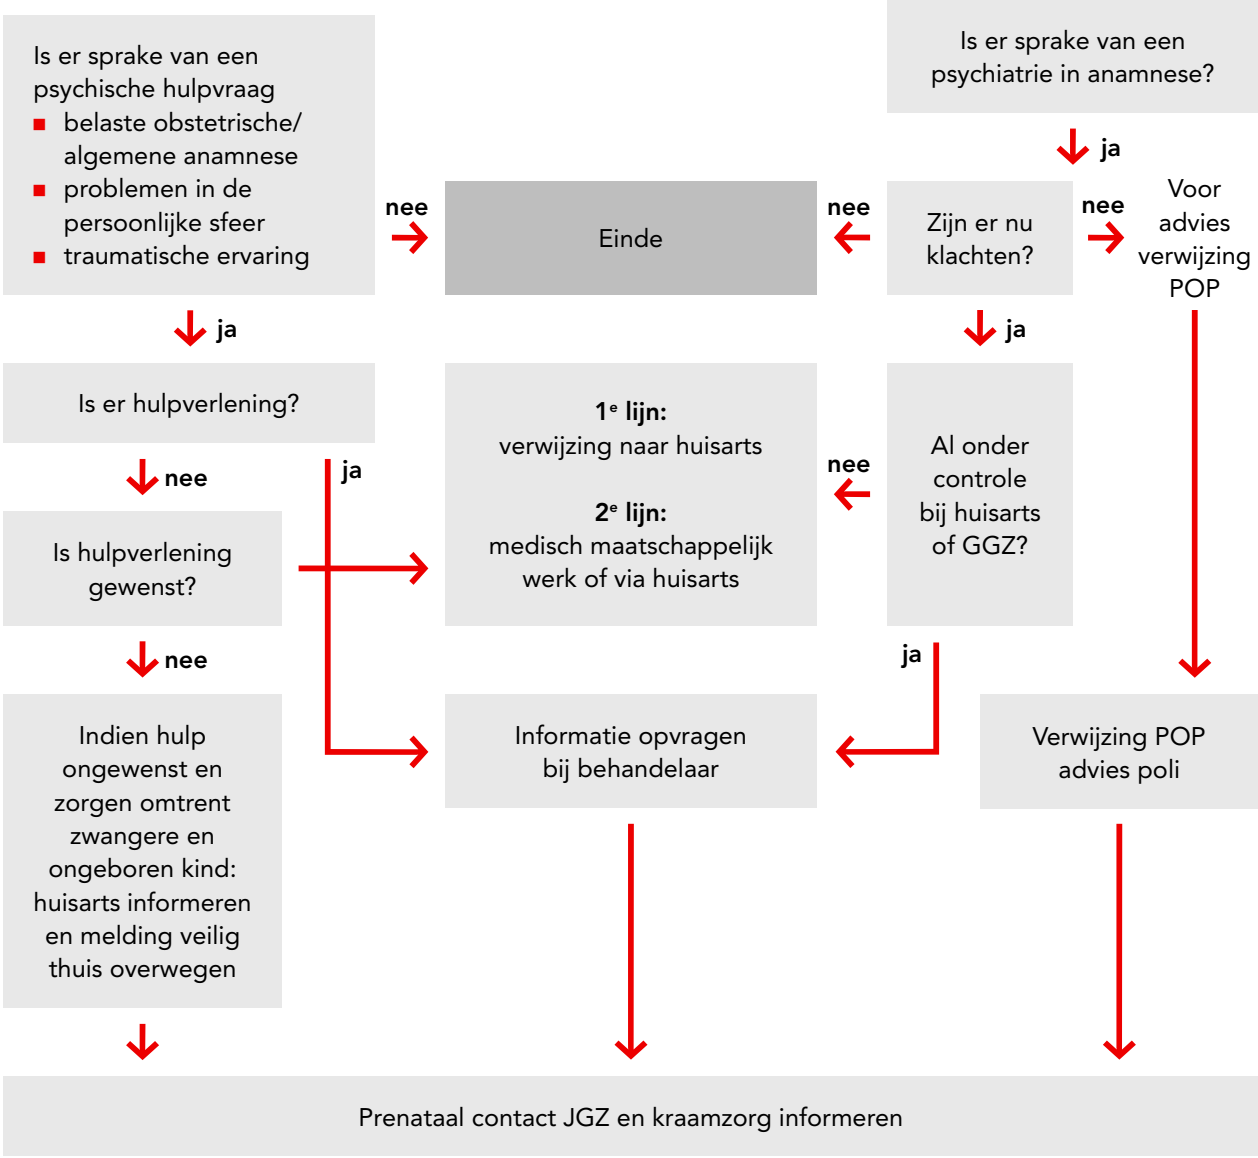 Is er sprake van een
psychische hulpvraag
belaste obstetrische/
algemene anamnese
problemen in de
persoonlijke sfeer
traumatische ervaring
nee
Einde
nee
Is er sprake van een
psychiatrie in anamnese?
ja
Zijn er nu
klachten?
nee
Voor
advies
verwijzing
POP
ja
ja
Is er hulpverlening?
nee
ja
1e lijn:
verwijzing naar huisarts
2e lijn:
medisch maatschappelijk
werk of via huisarts
nee
Al onder
controle
bij huisarts
of GGZ?
Is hulpverlening
gewenst?
nee
ja
Indien hulp
ongewenst en
zorgen omtrent
zwangere en
ongeboren kind:
huisarts informeren
en melding veilig
thuis overwegen
Informatie opvragen
bij behandelaar
Verwijzing POP
advies poli
Prenataal contact JGZ en kraamzorg informeren